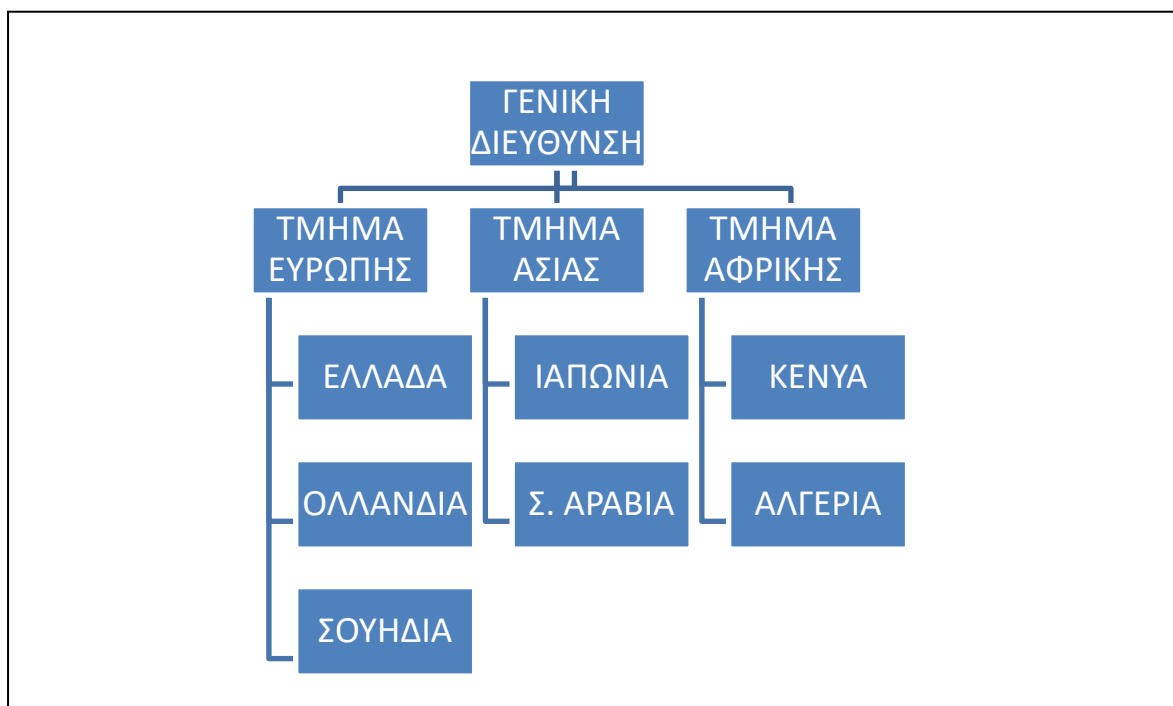 ΓΕΝΙΚΗ
ΔΙΕΥΘΥΝΣΗ
ΤΜΗΜΑ
ΕΥΡΩΠΗΣ
ΤΜΗΜΑ
ΑΣΙΑΣ
ΤΜΗΜΑ
ΑΦΡΙΚΗΣ
ΕΛΛΑΔΑ
ΙΑΠΩΝΙΑ
ΚΕΝΥΑ
ΟΛΛΑΝΔΙΑ
Σ. ΑΡΑΒΙΑ
ΑΛΓΕΡΙΑ
ΣΟΥΗΔΙΑ